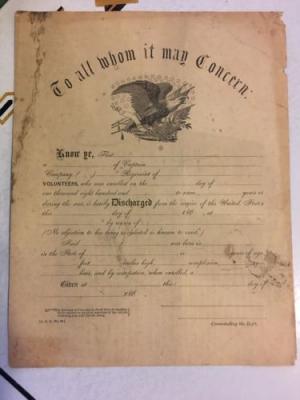 To all whom it may Concern:
Know ye, That
a of Captain
Company ( ) Regiment of
VOLUNTEERS, who was enrolled on the day of
one thousand eight hundred and to serve years or
during the war, is hereby Discharged from the service of the United States
this day of 186 , at
by reason of
(No objection to his being re-enlisted is known to exist.)
Said was born in
in the State of , is years of age,
feet inches high, complexion,
hair, and by occupation, when enrolled, a
Given at this day of
186
Commanding the